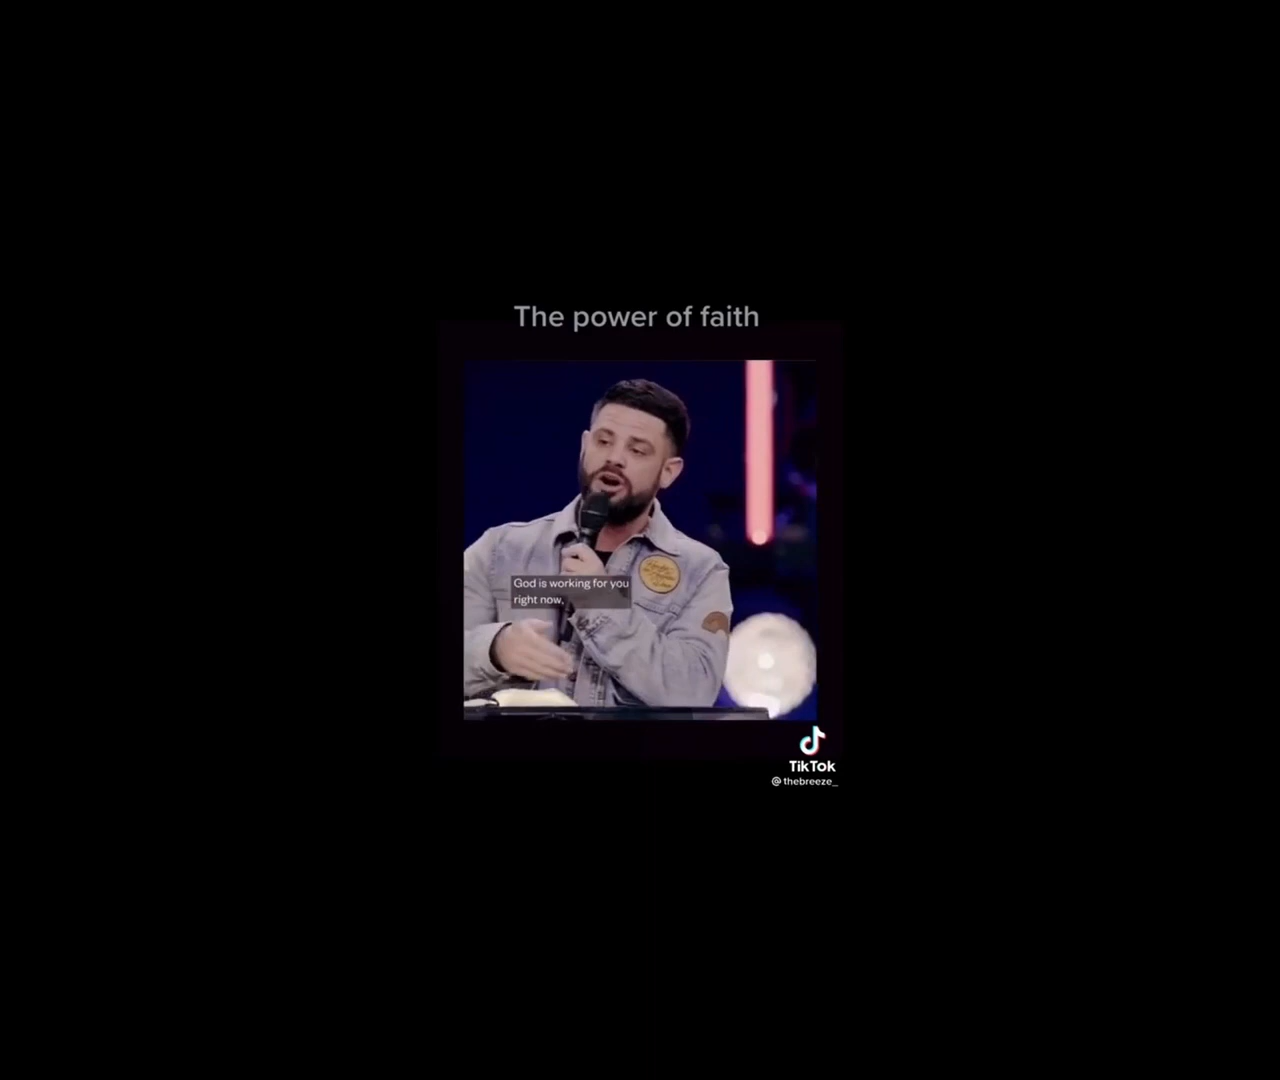 The power of faith
God is working for you
right now,
TikTok
@thebreeze_